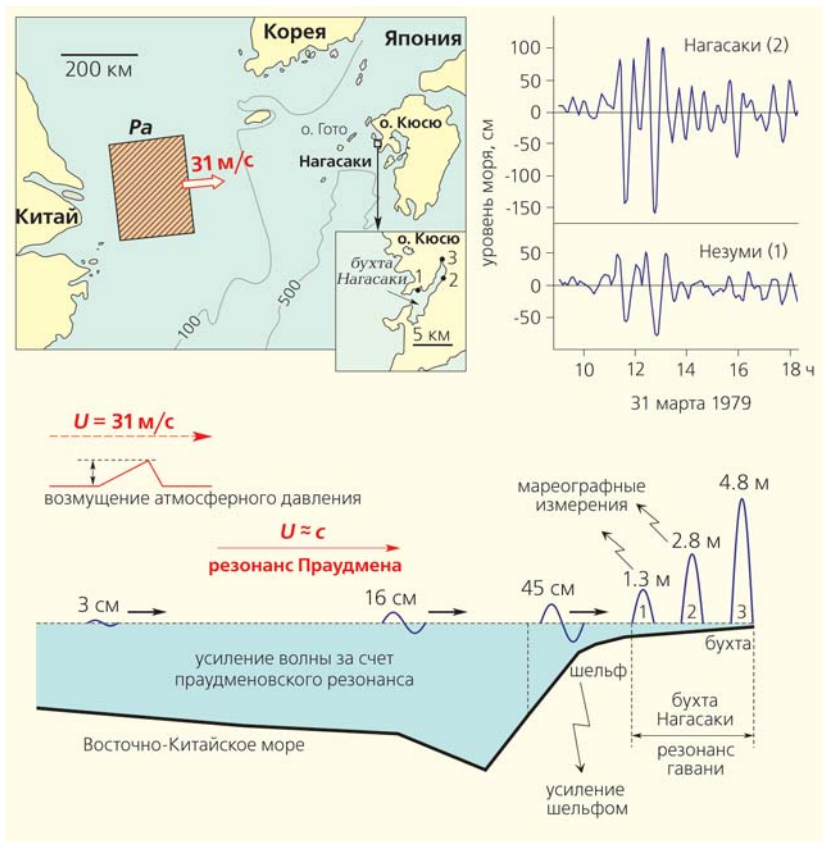 Корея
Япония
200 км
Pa
31 м/с
о. Гото
о. Кюсю
Нагасаки
Китай
100
500
о. Кюсю
бухта
Нагасаки
1
2
3
5 км
уровень моря, см
100
50
0
-50
-100
-150
Нагасаки (2)
50
0
-50
Незуми (1)
10
12
14
16
18 ч
31 марта 1979
U = 31 м/с
возмущение атмосферного давления
U ≈ c
резонанс Праудмена
мареографные
измерения
4.8 м
2.8 м
1.3 м
3 см
16 см
45 см
1
2
3
усиление волны за счет
праудменовского резонанса
шельф
бухта
Восточно-Китайское море
бухта
Нагасаки
резонанс
гавани
усиление
шельфом